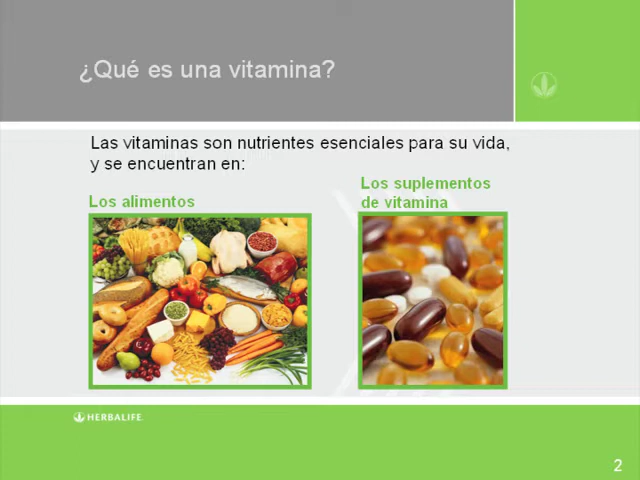 ¿Qué es una vitamina?
Las vitaminas son nutrientes esenciales para su vida,
y se encuentran en:
Los alimentos
Los suplementos
de vitamina
HERBALIFE
2